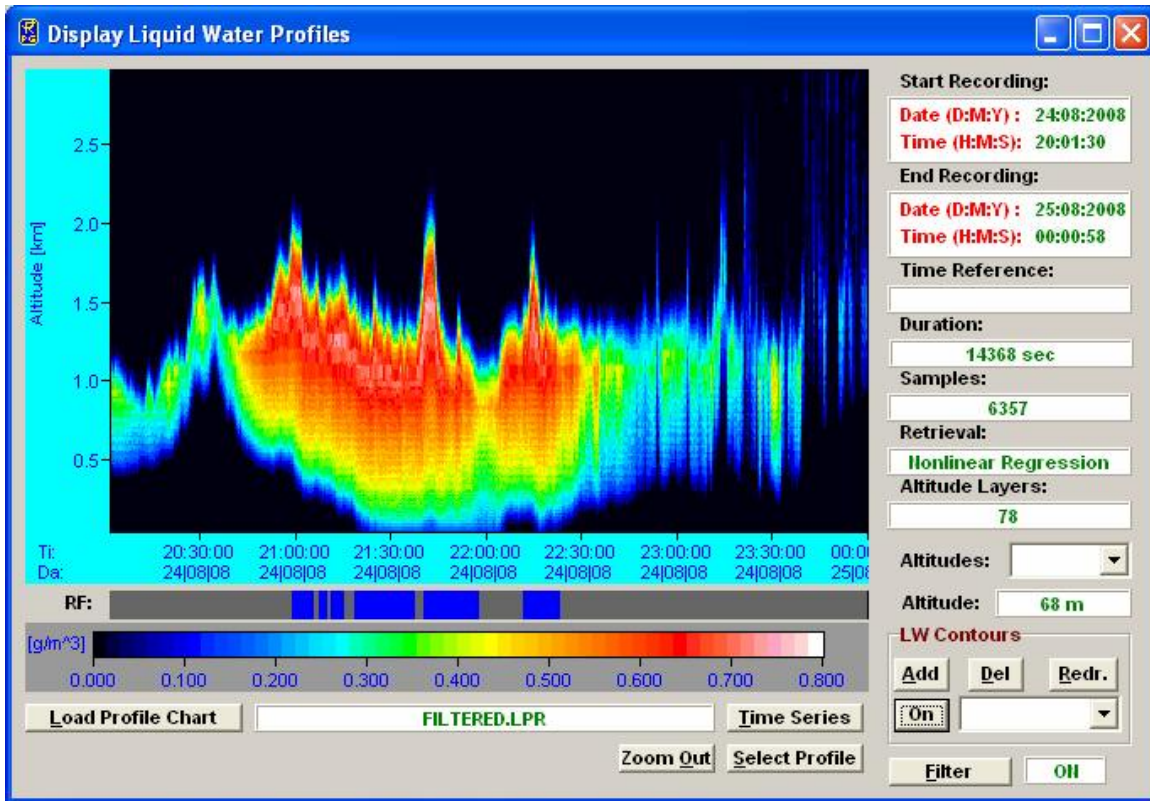 Display Liquid Water Profiles
Altitude [km]
2.5
2.0
1.5
1.0
0.5
Ti: 20:30:00 21:00:00 21:30:00 22:00:00 22:30:00 23:00:00 23:30:00 00:0
Da: 24|08|08 24|08|08 24|08|08 24|08|08 24|08|08 24|08|08 24|08|08 25|0
RF:
[g/m^3]
0.000 0.100 0.200 0.300 0.400 0.500 0.600 0.700 0.800
Load Profile Chart FILTERED.LPR Time Series
Zoom Out Select Profile
Start Recording:
Date (D:M:Y) : 24:08:2008
Time (H:M:S): 20:01:30
End Recording:
Date (D:M:Y) : 25:08:2008
Time (H:M:S): 00:00:58
Time Reference:
Duration:
14368 sec
Samples:
6357
Retrieval:
Nonlinear Regression
Altitude Layers:
78
Altitudes:
Altitude: 68 m
LW Contours
Add Del Redr.
On
Filter ON